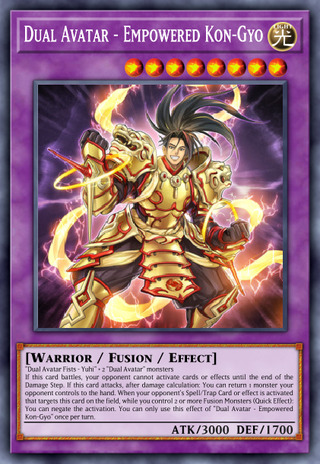 DUAL AVATAR - EMPOWERED KON-GYO
LIGHT
光
[WARRIOR / FUSION / EFFECT]
"Dual Avatar Fists - Yuhi" + 2 "Dual Avatar" monsters
If this card battles, your opponent cannot activate cards or effects until the end of the
Damage Step. If this card attacks, after damage calculation: You can return 1 monster
your opponent controls to the hand. When your opponent's Spell/Trap Card or effect is activated
that targets this card on the field, while you control 2 or more Fusion Monsters (Quick Effect):
You can negate the activation. You can only use this effect of "Dual Avatar - Empowered
Kon-Gyo" once per turn.
ATK/3000 DEF/1700